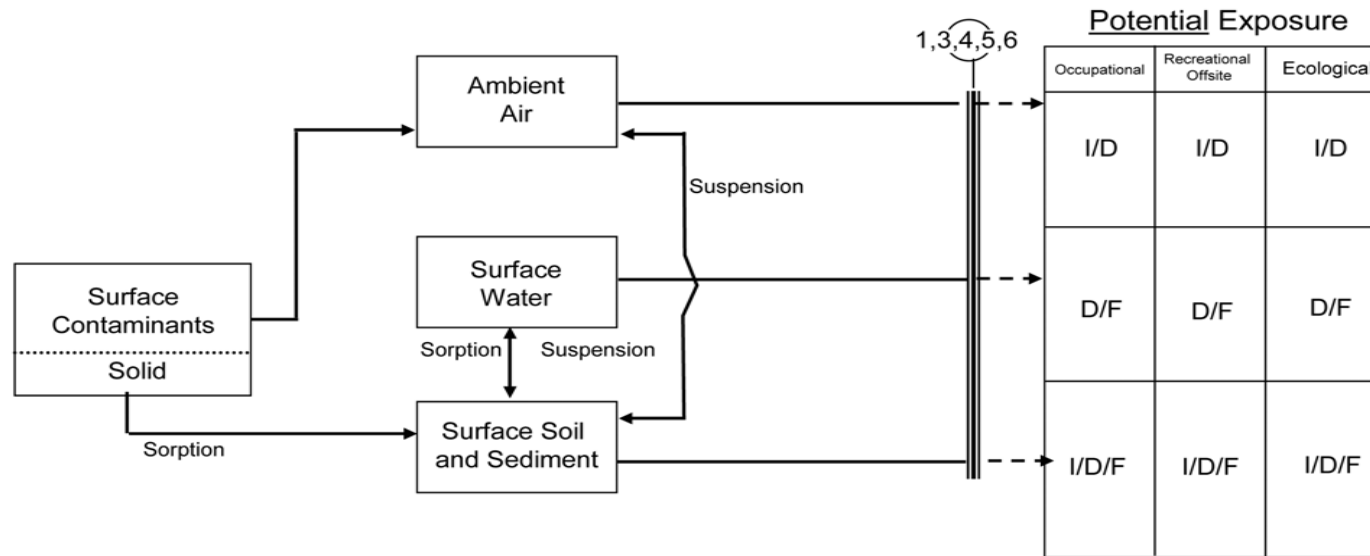 Potential Exposure
1,3,4,5,6
Occupational
Recreational
Offsite
Ecological
Ambient
Air
I/D
I/D
I/D
Suspension
Surface
Water
Surface
Contaminants
Solid
D/F
D/F
D/F
Sorption
Suspension
Sorption
Surface Soil
and Sediment
I/D/F
I/D/F
I/D/F